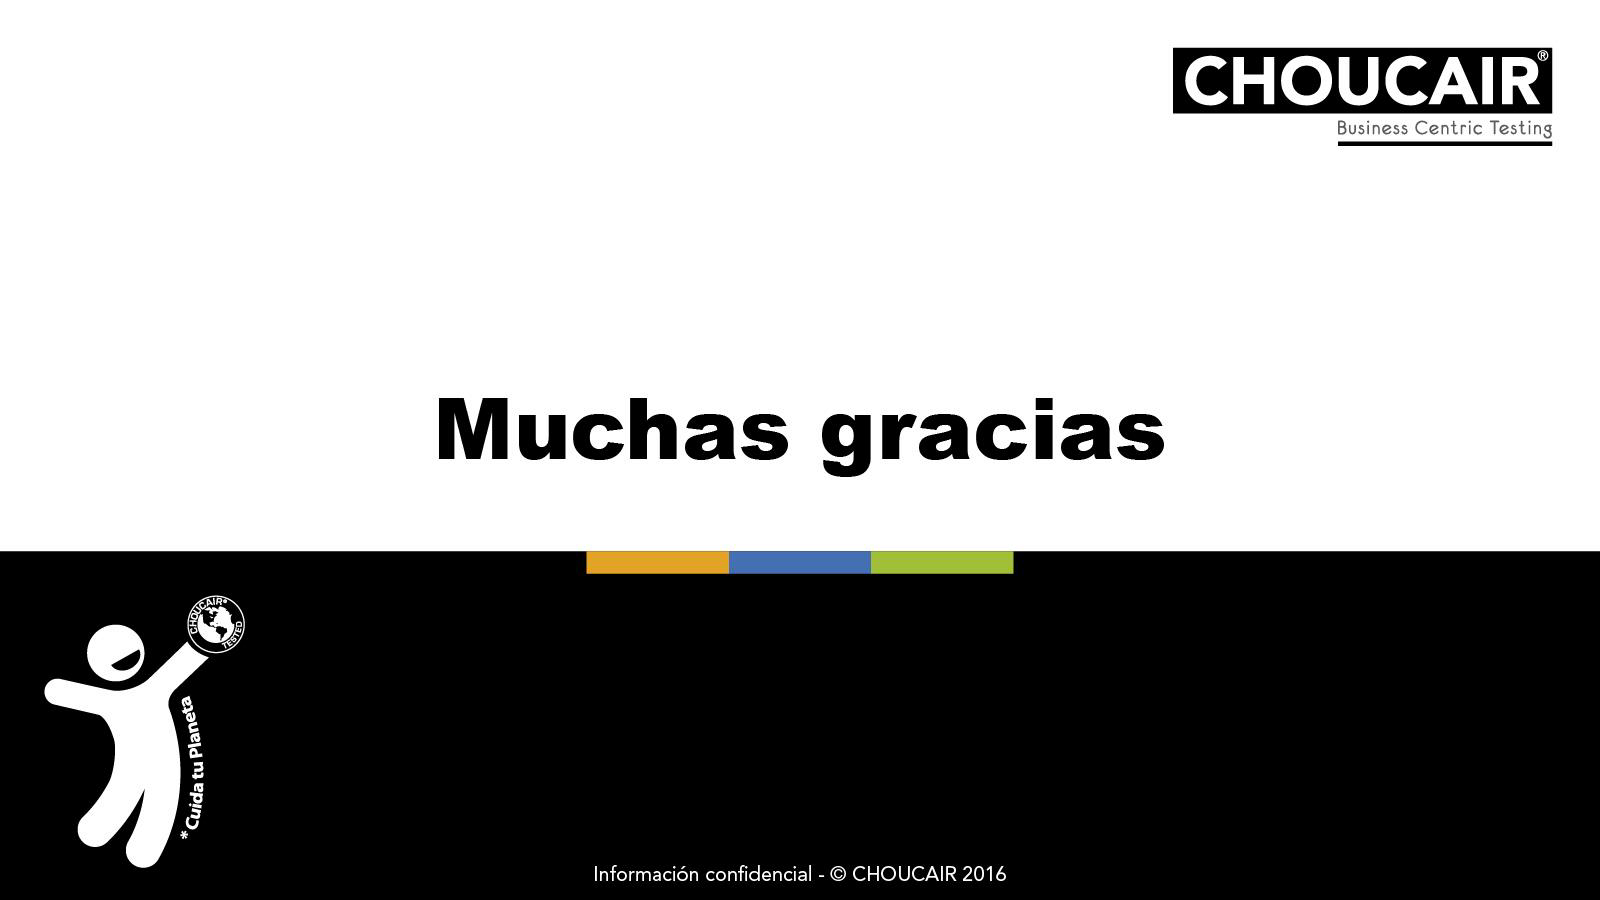 CHOUCAIR®
Business Centric Testing
Muchas gracias
CHOUCAIR®
TESTED
* Cuida tu Planeta
Información confidencial - © CHOUCAIR 2016